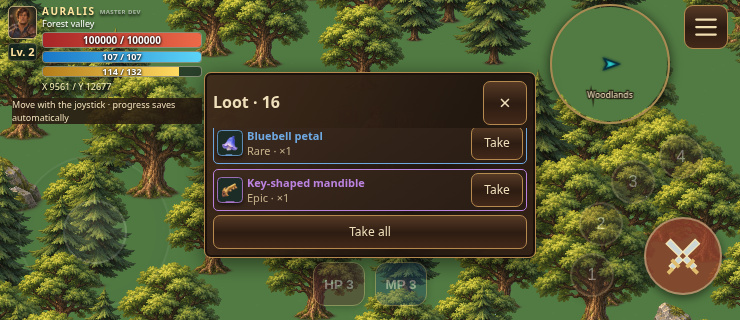 AURALIS MASTER DEV
Forest valley
Lv. 2
100000 / 100000
107 / 107
114 / 132
X 9561 / Y 12677
Move with the joystick · progress saves
automatically
Loot · 16
×
Bluebell petal
Rare · ×1
Take
Key-shaped mandible
Epic · ×1
Take
Take all
Woodlands
4
3
2
1
HP 3
MP 3